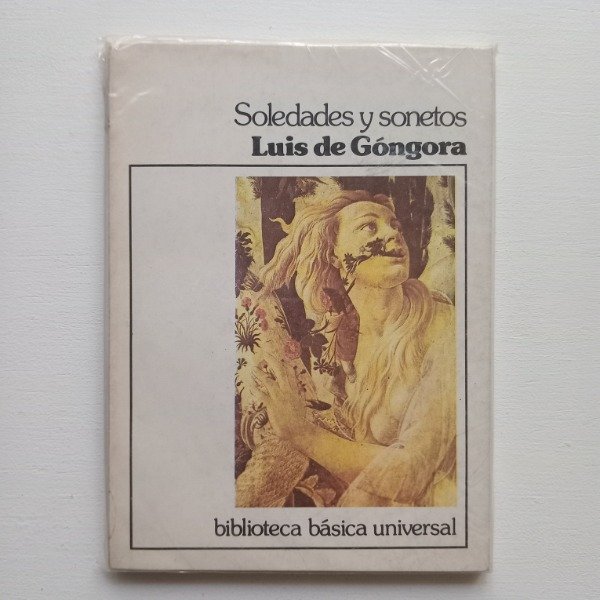 Soledades y sonetos
Luis de Góngora
biblioteca básica universal